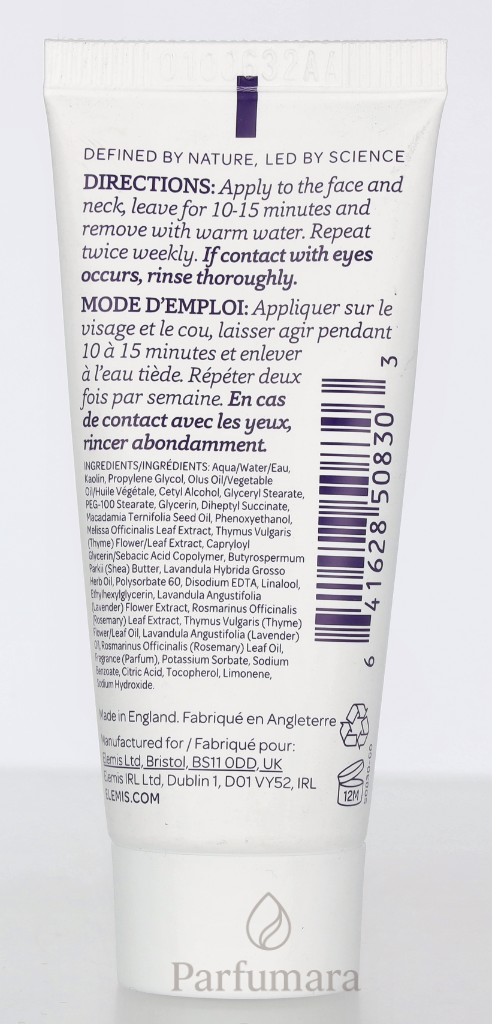 DEFINED BY NATURE, LED BY SCIENCE
DIRECTIONS: Apply to the face and
neck, leave for 10-15 minutes and
remove with warm water. Repeat
twice weekly. If contact with eyes
occurs, rinse thoroughly.
MODE D'EMPLOI: Appliquer sur le
visage et le cou, laisser agir pendant
10 à 15 minutes et enlever
à l'eau tiède. Répéter deux
fois par semaine. En cas
de contact avec les yeux,
rincer abondamment.
INGREDIENTS/INGRÉDIENTS: Aqua/Water/Eau,
Kaolin, Propylene Glycol, Olus Oil/Vegetable
Oil/Huile Végétale, Cetyl Alcohol, Glyceryl Stearate,
PEG-100 Stearate, Glycerin, Diheptyl Succinate,
Macadamia Ternifolia Seed Oil, Phenoxyethanol,
Melissa Officinalis Leaf Extract, Thymus Vulgaris
(Thyme) Flower/Leaf Extract, Capryloyl
Glycerin/Sebacic Acid Copolymer, Butyrospermum
Parkii (Shea) Butter, Lavandula Hybrida Grosso
Herb Oil, Polysorbate 60, Disodium EDTA, Linalool,
Ethylhexylglycerin, Lavandula Angustifolia
(Lavender) Flower Extract, Rosmarinus Officinalis
(Rosemary) Leaf Extract, Thymus Vulgaris (Thyme)
Flower/Leaf Oil, Lavandula Angustifolia (Lavender)
Oil, Rosmarinus Officinalis (Rosemary) Leaf Oil,
Fragrance (Parfum), Potassium Sorbate, Sodium
Benzoate, Citric Acid, Tocopherol, Limonene,
Sodium Hydroxide.
6 41628 50830 3
Made in England. Fabriqué en Angleterre
Manufactured for / Fabriqué pour:
Elemis Ltd, Bristol, BS11 0DD, UK
Elemis IRL Ltd, Dublin 1, D01 VY52, IRL
ELEMIS.COM
12M
Parfumara